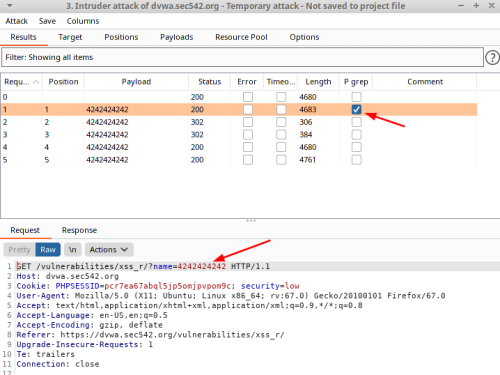 3. Intruder attack of dvwa.sec542.org - Temporary attack - Not saved to project file
Attack Save Columns
Results Target Positions Payloads Resource Pool Options
Filter: Showing all items
Requ... Position Payload Status Error Timeo... Length P grep Comment
0 200 4680
1 1 4242424242 200 4683
2 2 4242424242 302 306
3 3 4242424242 302 384
4 4 4242424242 200 4680
5 5 4242424242 200 4761
Request Response
Pretty Raw \n Actions
1 GET /vulnerabilities/xss_r/?name=4242424242 HTTP/1.1
2 Host: dvwa.sec542.org
3 Cookie: PHPSESSID=pcr7ea67abql5jp5omjpvpom9c; security=low
4 User-Agent: Mozilla/5.0 (X11; Ubuntu; Linux x86_64; rv:67.0) Gecko/20100101 Firefox/67.0
5 Accept: text/html,application/xhtml+xml,application/xml;q=0.9,*/*;q=0.8
6 Accept-Language: en-US,en;q=0.5
7 Accept-Encoding: gzip, deflate
8 Referer: https://dvwa.sec542.org/vulnerabilities/xss_r/
9 Upgrade-Insecure-Requests: 1
10 Te: trailers
11 Connection: close
12